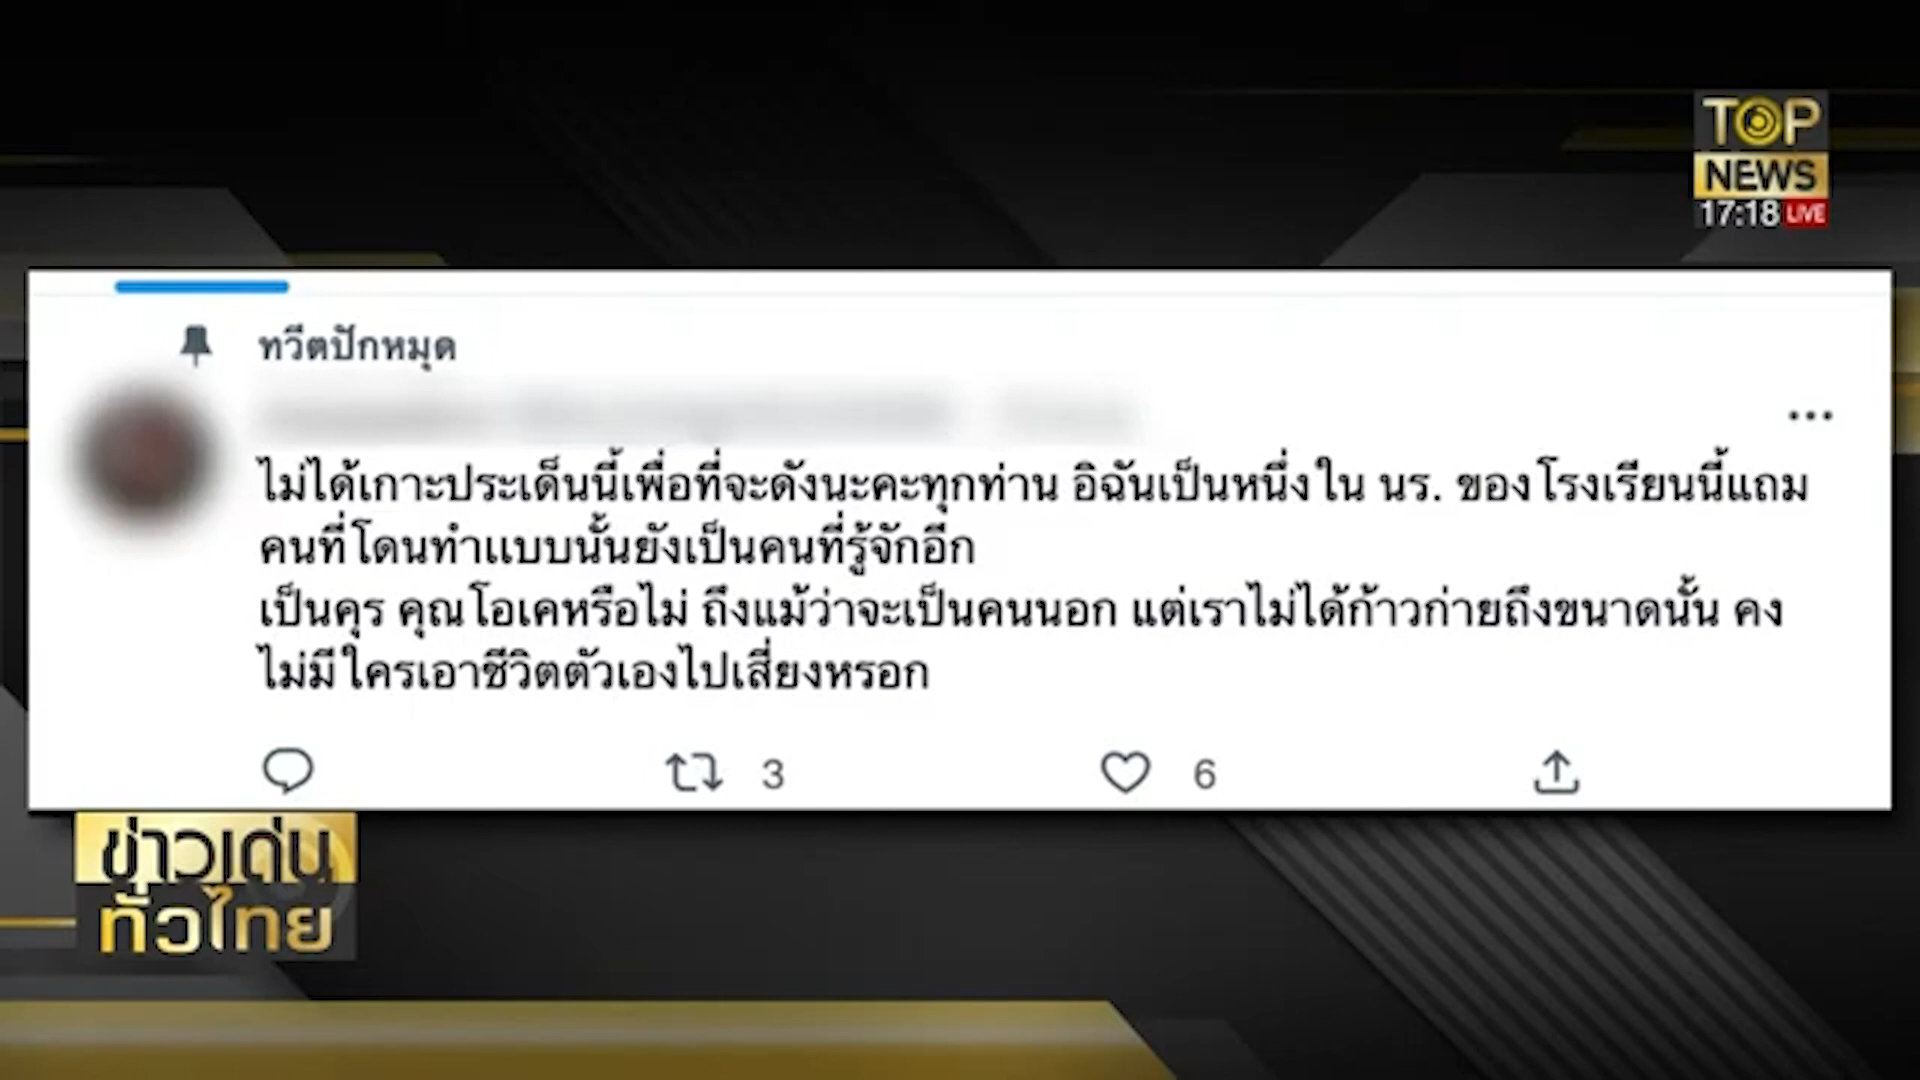 TOP
NEWS
17:18 LIVE
ทวีตปักหมุด
ไม่ได้เกาะประเด็นนี้เพื่อที่จะดังนะคะทุกท่าน อิฉันเป็นหนึ่งใน นร. ของโรงเรียนนี้แถม
คนที่โดนทำแบบนั้นยังเป็นคนที่รู้จักอีก
เป็นคุร คุณโอเคหรือไม่ ถึงแม้ว่าจะเป็นคนนอก แต่เราไม่ได้ก้าวก่ายถึงขนาดนั้น คง
ไม่มีใครเอาชีวิตตัวเองไปเสี่ยงหรอก
3 6
ข่าวเด่น
ทั่วไทย